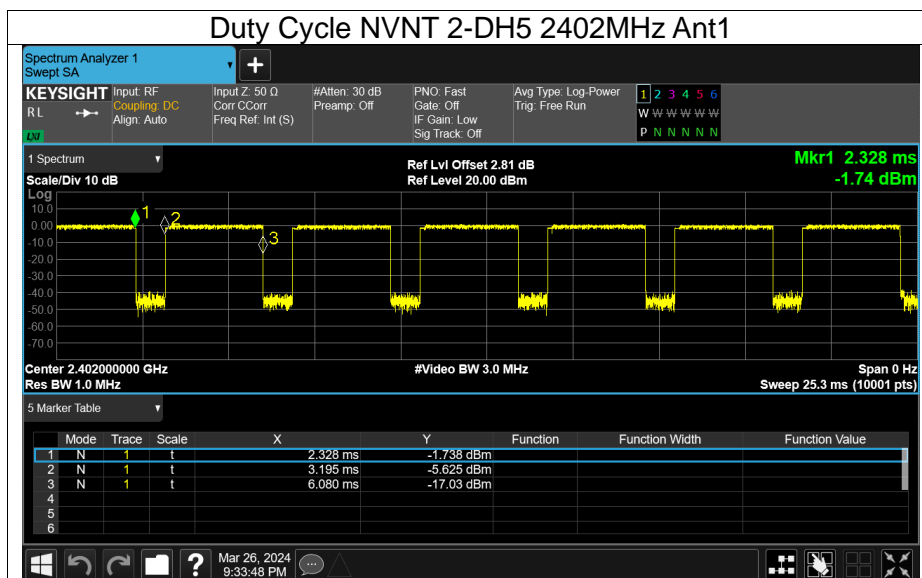 Duty Cycle NVNT 2-DH5 2402MHz Ant1
Spectrum Analyzer 1
Swept SA
+
KEYSIGHT
RL
LXI
Input: RF
Coupling: DC
Align: Auto
Input Z: 50 Ω
Corr CCorr
Freq Ref: Int (S)
#Atten: 30 dB
Preamp: Off
PNO: Fast
Gate: Off
IF Gain: Low
Sig Track: Off
Avg Type: Log-Power
Trig: Free Run
1 2 3 4 5 6
W W W W W W
P N N N N N
1 Spectrum
Scale/Div 10 dB
Ref Lvl Offset 2.81 dB
Ref Level 20.00 dBm
Mkr1 2.328 ms
-1.74 dBm
Log
10.0
0.00
-10.0
-20.0
-30.0
-40.0
-50.0
-60.0
-70.0
1
2
3
Center 2.402000000 GHz
Res BW 1.0 MHz
#Video BW 3.0 MHz
Span 0 Hz
Sweep 25.3 ms (10001 pts)
5 Marker Table
Mode Trace Scale X Y Function Function Width Function Value
1 N 1 t 2.328 ms -1.738 dBm
2 N 1 t 3.195 ms -5.625 dBm
3 N 1 t 6.080 ms -17.03 dBm
4
5
6
?
Mar 26, 2024
9:33:48 PM
...